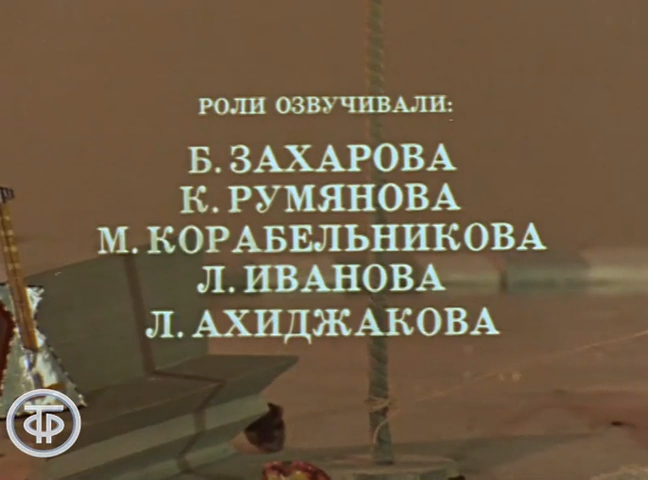 РОЛИ ОЗВУЧИВАЛИ:
Б. ЗАХАРОВА
К. РУМЯНОВА
М. КОРАБЕЛЬНИКОВА
Л. ИВАНОВА
Л. АХИДЖАКОВА